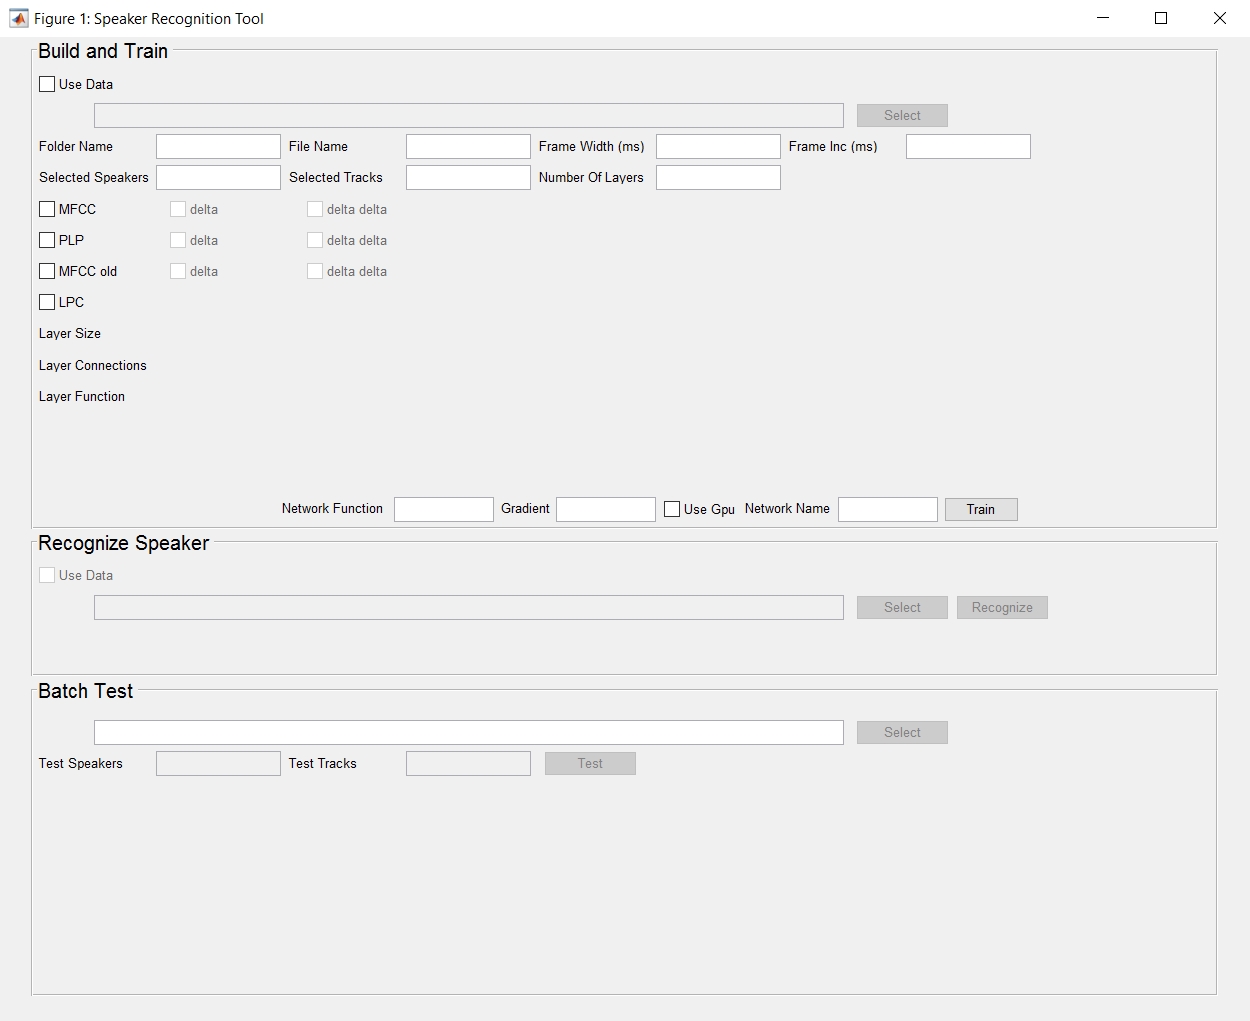 Figure 1: Speaker Recognition Tool
Build and Train
Use Data
Select
Folder Name File Name Frame Width (ms) Frame Inc (ms)
Selected Speakers Selected Tracks Number Of Layers
MFCC delta delta delta
PLP delta delta delta
MFCC old delta delta delta
LPC
Layer Size
Layer Connections
Layer Function
Network Function Gradient Use Gpu Network Name Train
Recognize Speaker
Use Data
Select Recognize
Batch Test
Select
Test Speakers Test Tracks Test